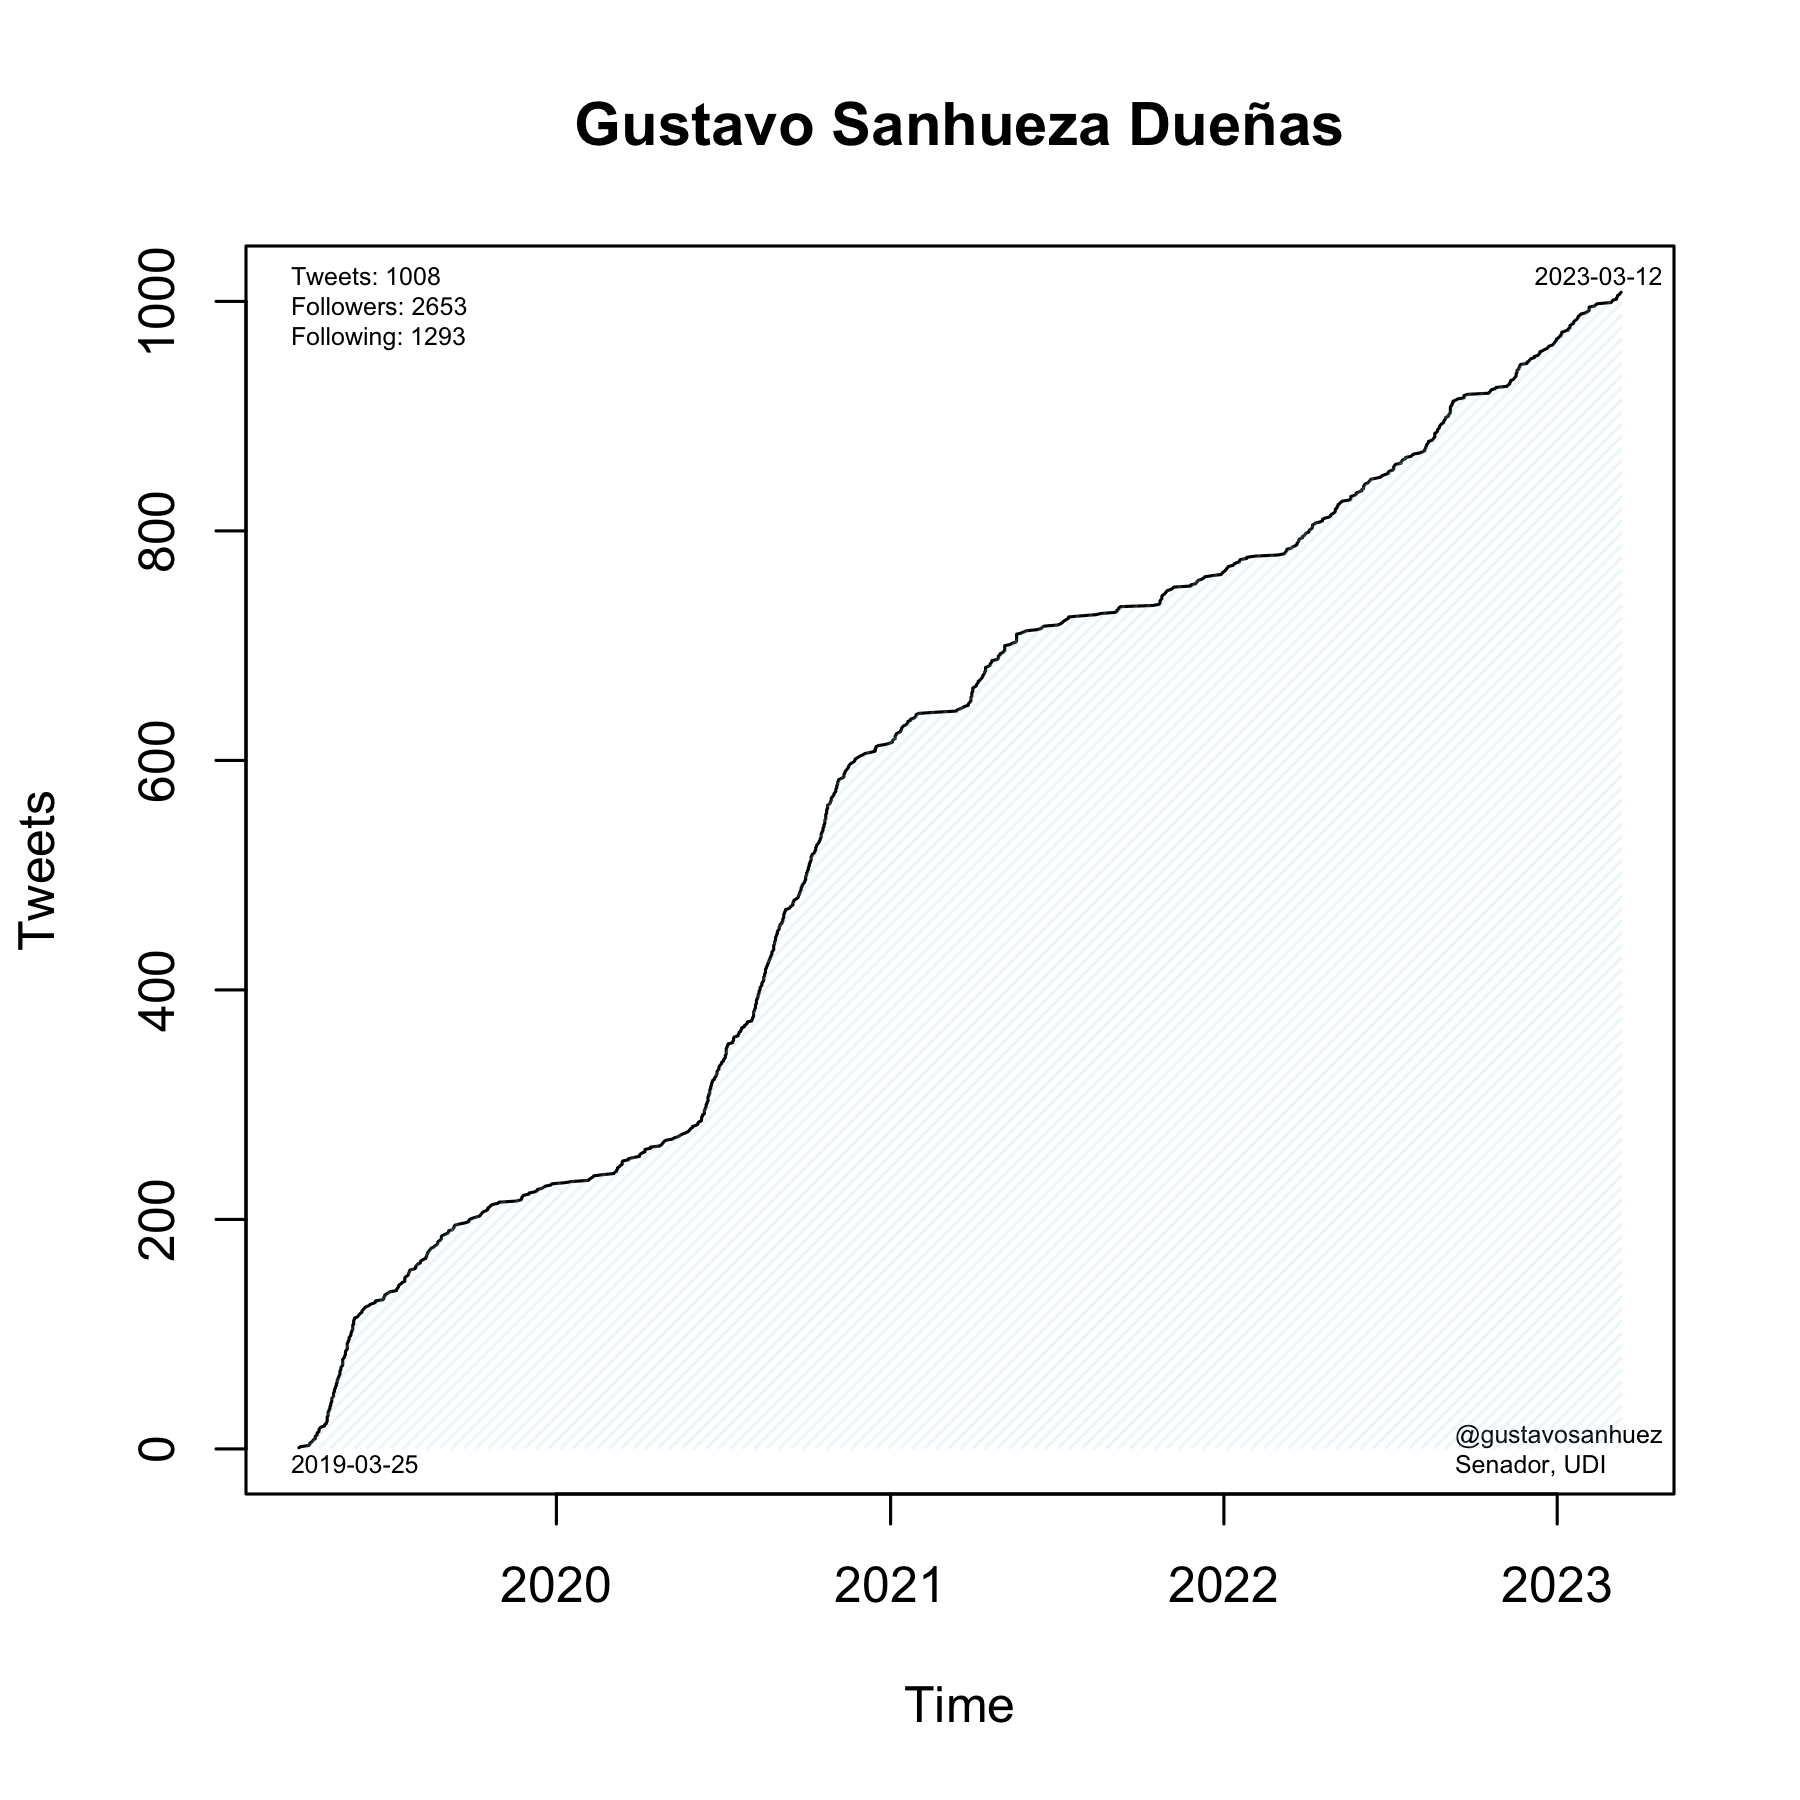 Gustavo Sanhueza Dueñas
Tweets: 1008
Followers: 2653
Following: 1293
2023-03-12
1000
800
600
400
200
0
Tweets
2019-03-25
@gustavosanhuez
Senador, UDI
2020
2021
2022
2023
Time